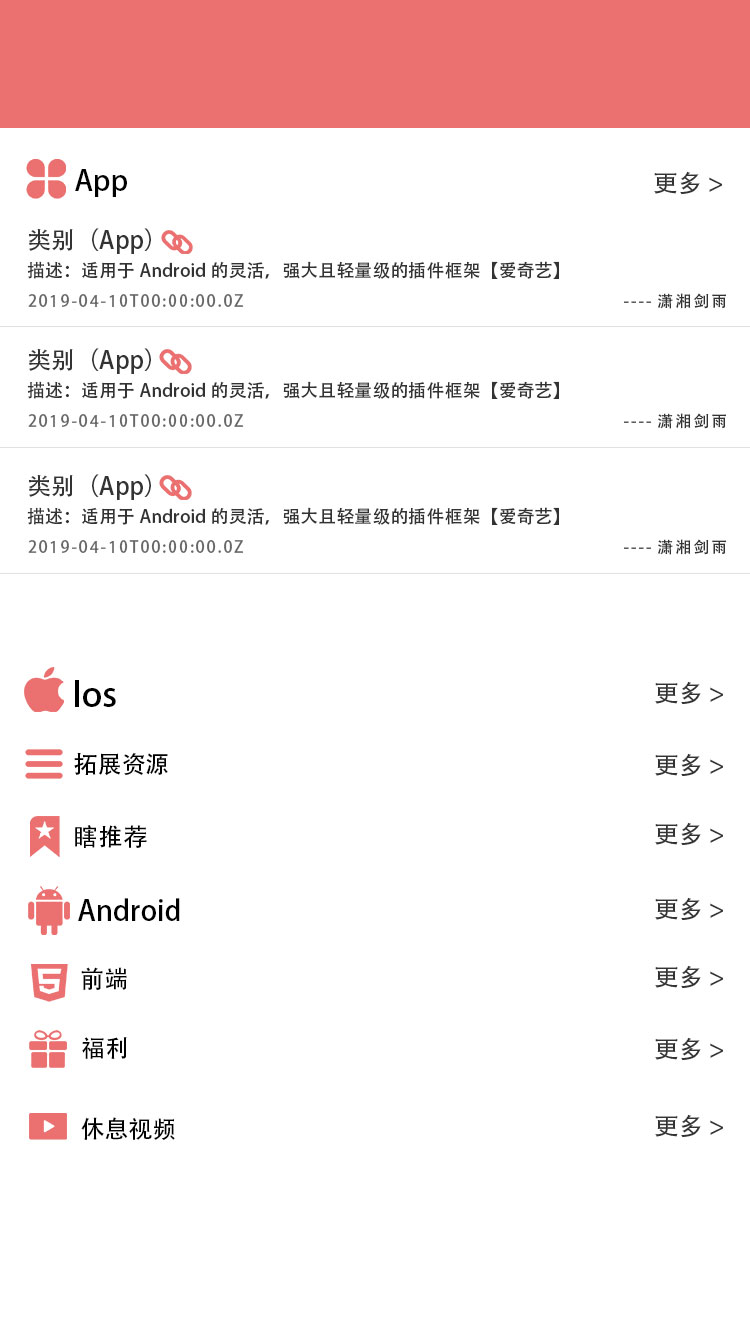 App 更多 >
类别（App）
描述：适用于 Android 的灵活，强大且轻量级的插件框架【爱奇艺】
2019-04-10T00:00:00.0Z ---- 潇湘剑雨
类别（App）
描述：适用于 Android 的灵活，强大且轻量级的插件框架【爱奇艺】
2019-04-10T00:00:00.0Z ---- 潇湘剑雨
类别（App）
描述：适用于 Android 的灵活，强大且轻量级的插件框架【爱奇艺】
2019-04-10T00:00:00.0Z ---- 潇湘剑雨
Ios 更多 >
拓展资源 更多 >
瞎推荐 更多 >
Android 更多 >
前端 更多 >
福利 更多 >
休息视频 更多 >